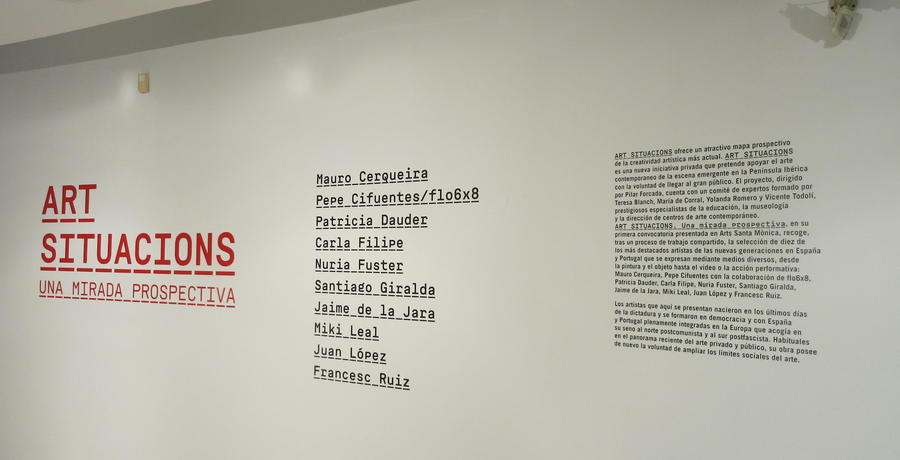 ART
SITUACIONS
UNA MIRADA PROSPECTIVA
Mauro Cerqueira
Pepe Cifuentes/flo6x8
Patricia Dauder
Carla Filipe
Nuria Fuster
Santiago Giralda
Jaime de la Jara
Miki Leal
Juan López
Francesc Ruiz
ART SITUACIONS ofrece un atractivo mapa prospectivo
de la creatividad artística más actual. ART SITUACIONS
es una nueva iniciativa privada que pretende apoyar el arte
contemporaneo de la escena emergente en la Península Ibérica
con la voluntad de llegar al gran público. El proyecto, dirigido
por Pilar Forcada, cuenta con un comité de expertos formado por
Teresa Blanch, María de Corral, Yolanda Romero y Vicente Todolí,
prestigiosos especialistas de la educación, la museología
y la dirección de centros de arte contemporáneo.
ART SITUACIONS. Una mirada prospectiva, en su
primera convocatoria presentada en Arts Santa Mònica, recoge,
tras un proceso de trabajo compartido, la selección de diez de
los más destacados artistas de las nuevas generaciones en España
y Portugal que se expresan mediante medios diversos, desde
la pintura y el objeto hasta el vídeo o la acción performativa:
Mauro Cerqueira, Pepe Cifuentes con la colaboración de flo6x8,
Patricia Dauder, Carla Filipe, Nuria Fuster, Santiago Giralda,
Jaime de la Jara, Miki Leal, Juan López y Francesc Ruiz.
Los artistas que aquí se presentan nacieron en los últimos días
de la dictadura y se formaron en democracia y con España
y Portugal plenamente integradas en la Europa que acogía en
su seno al norte postcomunista y al sur postfascista. Habituales
en el panorama reciente del arte privado y público, su obra posee
de nuevo la voluntad de ampliar los límites sociales del arte.